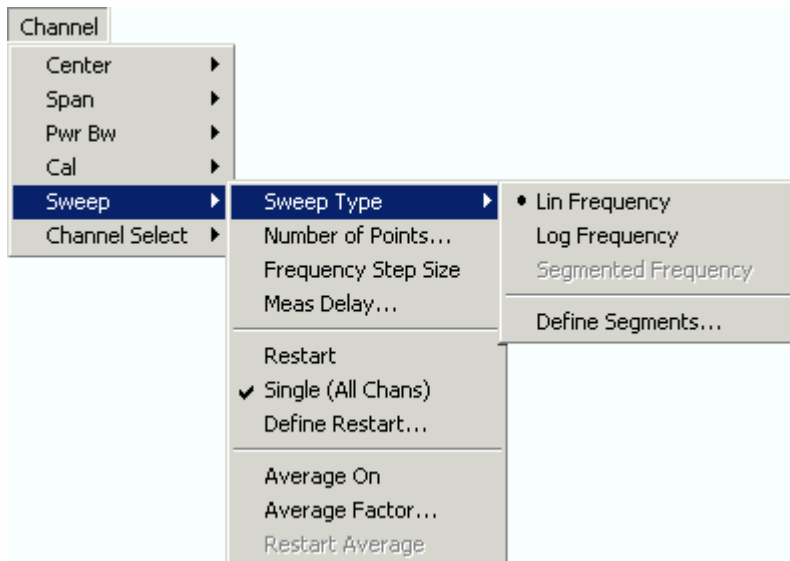 Channel
Center
Span
Pwr Bw
Cal
Sweep
Channel Select
Sweep Type
Number of Points...
Frequency Step Size
Meas Delay...
Restart
Single (All Chans)
Define Restart...
Average On
Average Factor...
Restart Average
Lin Frequency
Log Frequency
Segmented Frequency
Define Segments...